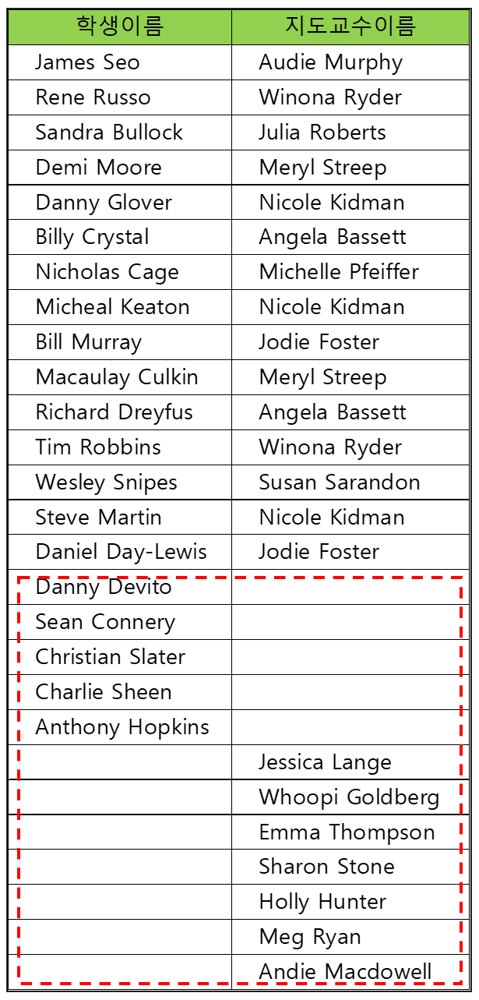 학생이름 지도교수이름
James Seo Audie Murphy
Rene Russo Winona Ryder
Sandra Bullock Julia Roberts
Demi Moore Meryl Streep
Danny Glover Nicole Kidman
Billy Crystal Angela Bassett
Nicholas Cage Michelle Pfeiffer
Micheal Keaton Nicole Kidman
Bill Murray Jodie Foster
Macaulay Culkin Meryl Streep
Richard Dreyfus Angela Bassett
Tim Robbins Winona Ryder
Wesley Snipes Susan Sarandon
Steve Martin Nicole Kidman
Daniel Day-Lewis Jodie Foster
Danny Devito
Sean Connery
Christian Slater
Charlie Sheen
Anthony Hopkins
Jessica Lange
Whoopi Goldberg
Emma Thompson
Sharon Stone
Holly Hunter
Meg Ryan
Andie Macdowell